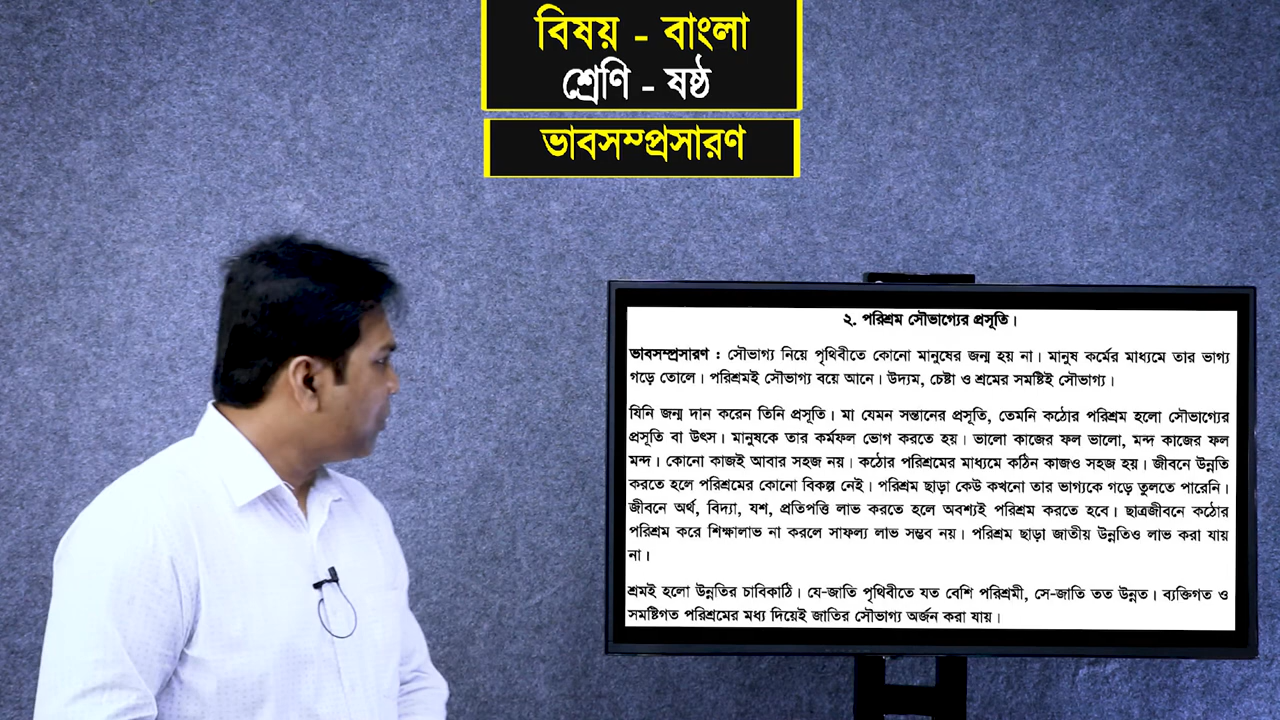 বিষয় - বাংলা
শ্রেণি - ষষ্ঠ
ভাবসম্প্রসারণ
২. পরিশ্রম সৌভাগ্যের প্রসূতি।
ভাবসম্প্রসারণ : সৌভাগ্য নিয়ে পৃথিবীতে কোনো মানুষের জন্ম হয় না। মানুষ কর্মের মাধ্যমে তার ভাগ্য
গড়ে তোলে। পরিশ্রমই সৌভাগ্য বয়ে আনে। উদ্যম, চেষ্টা ও শ্রমের সমষ্টিই সৌভাগ্য।
যিনি জন্ম দান করেন তিনি প্রসূতি। মা যেমন সন্তানের প্রসূতি, তেমনি কঠোর পরিশ্রম হলো সৌভাগ্যের
প্রসূতি বা উৎস। মানুষকে তার কর্মফল ভোগ করতে হয়। ভালো কাজের ফল ভালো, মন্দ কাজের ফল
মন্দ। কোনো কাজই আবার সহজ নয়। কঠোর পরিশ্রমের মাধ্যমে কঠিন কাজও সহজ হয়। জীবনে উন্নতি
করতে হলে পরিশ্রমের কোনো বিকল্প নেই। পরিশ্রম ছাড়া কেউ কখনো তার ভাগ্যকে গড়ে তুলতে পারেনি।
জীবনে অর্থ, বিদ্যা, যশ, প্রতিপত্তি লাভ করতে হলে অবশ্যই পরিশ্রম করতে হবে। ছাত্রজীবনে কঠোর
পরিশ্রম করে শিক্ষালাভ না করলে সাফল্য লাভ সম্ভব নয়। পরিশ্রম ছাড়া জাতীয় উন্নতিও লাভ করা যায়
না।
শ্রমই হলো উন্নতির চাবিকাঠি। যে-জাতি পৃথিবীতে যত বেশি পরিশ্রমী, সে-জাতি তত উন্নত। ব্যক্তিগত ও
সমষ্টিগত পরিশ্রমের মধ্য দিয়েই জাতির সৌভাগ্য অর্জন করা যায়।